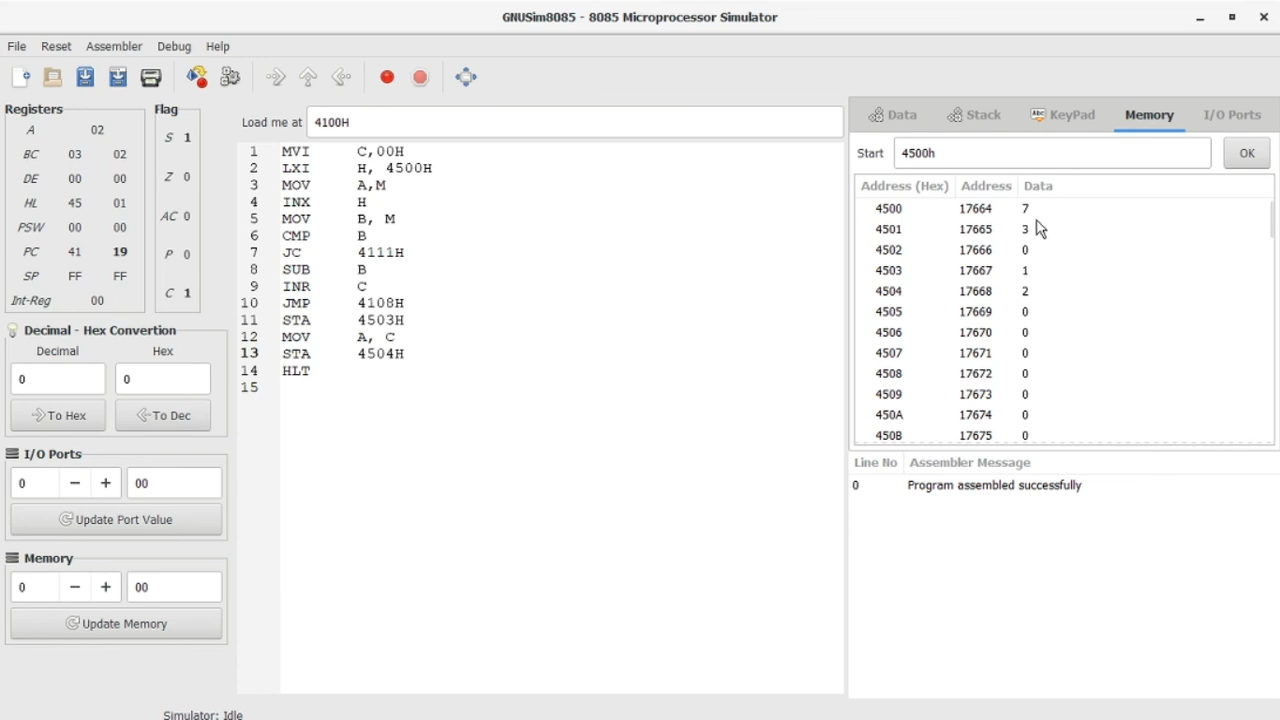 GNUSim8085 - 8085 Microprocessor Simulator
File Reset Assembler Debug Help
Registers
A 02
BC 03 02
DE 00 00
HL 45 01
PSW 00 00
PC 41 19
SP FF FF
Int-Reg 00
Flag
S 1
Z 0
AC 0
P 0
C 1
Decimal - Hex Convertion
Decimal Hex
0 0
To Hex To Dec
I/O Ports
0 − + 00
Update Port Value
Memory
0 − + 00
Update Memory
Load me at 4100H
1 MVI C,00H
2 LXI H, 4500H
3 MOV A,M
4 INX H
5 MOV B, M
6 CMP B
7 JC 4111H
8 SUB B
9 INR C
10 JMP 4108H
11 STA 4503H
12 MOV A, C
13 STA 4504H
14 HLT
15
Data Stack Abc KeyPad Memory I/O Ports
Start 4500h OK
Address (Hex) Address Data
4500 17664 7
4501 17665 3
4502 17666 0
4503 17667 1
4504 17668 2
4505 17669 0
4506 17670 0
4507 17671 0
4508 17672 0
4509 17673 0
450A 17674 0
450B 17675 0
Line No Assembler Message
0 Program assembled successfully
Simulator: Idle